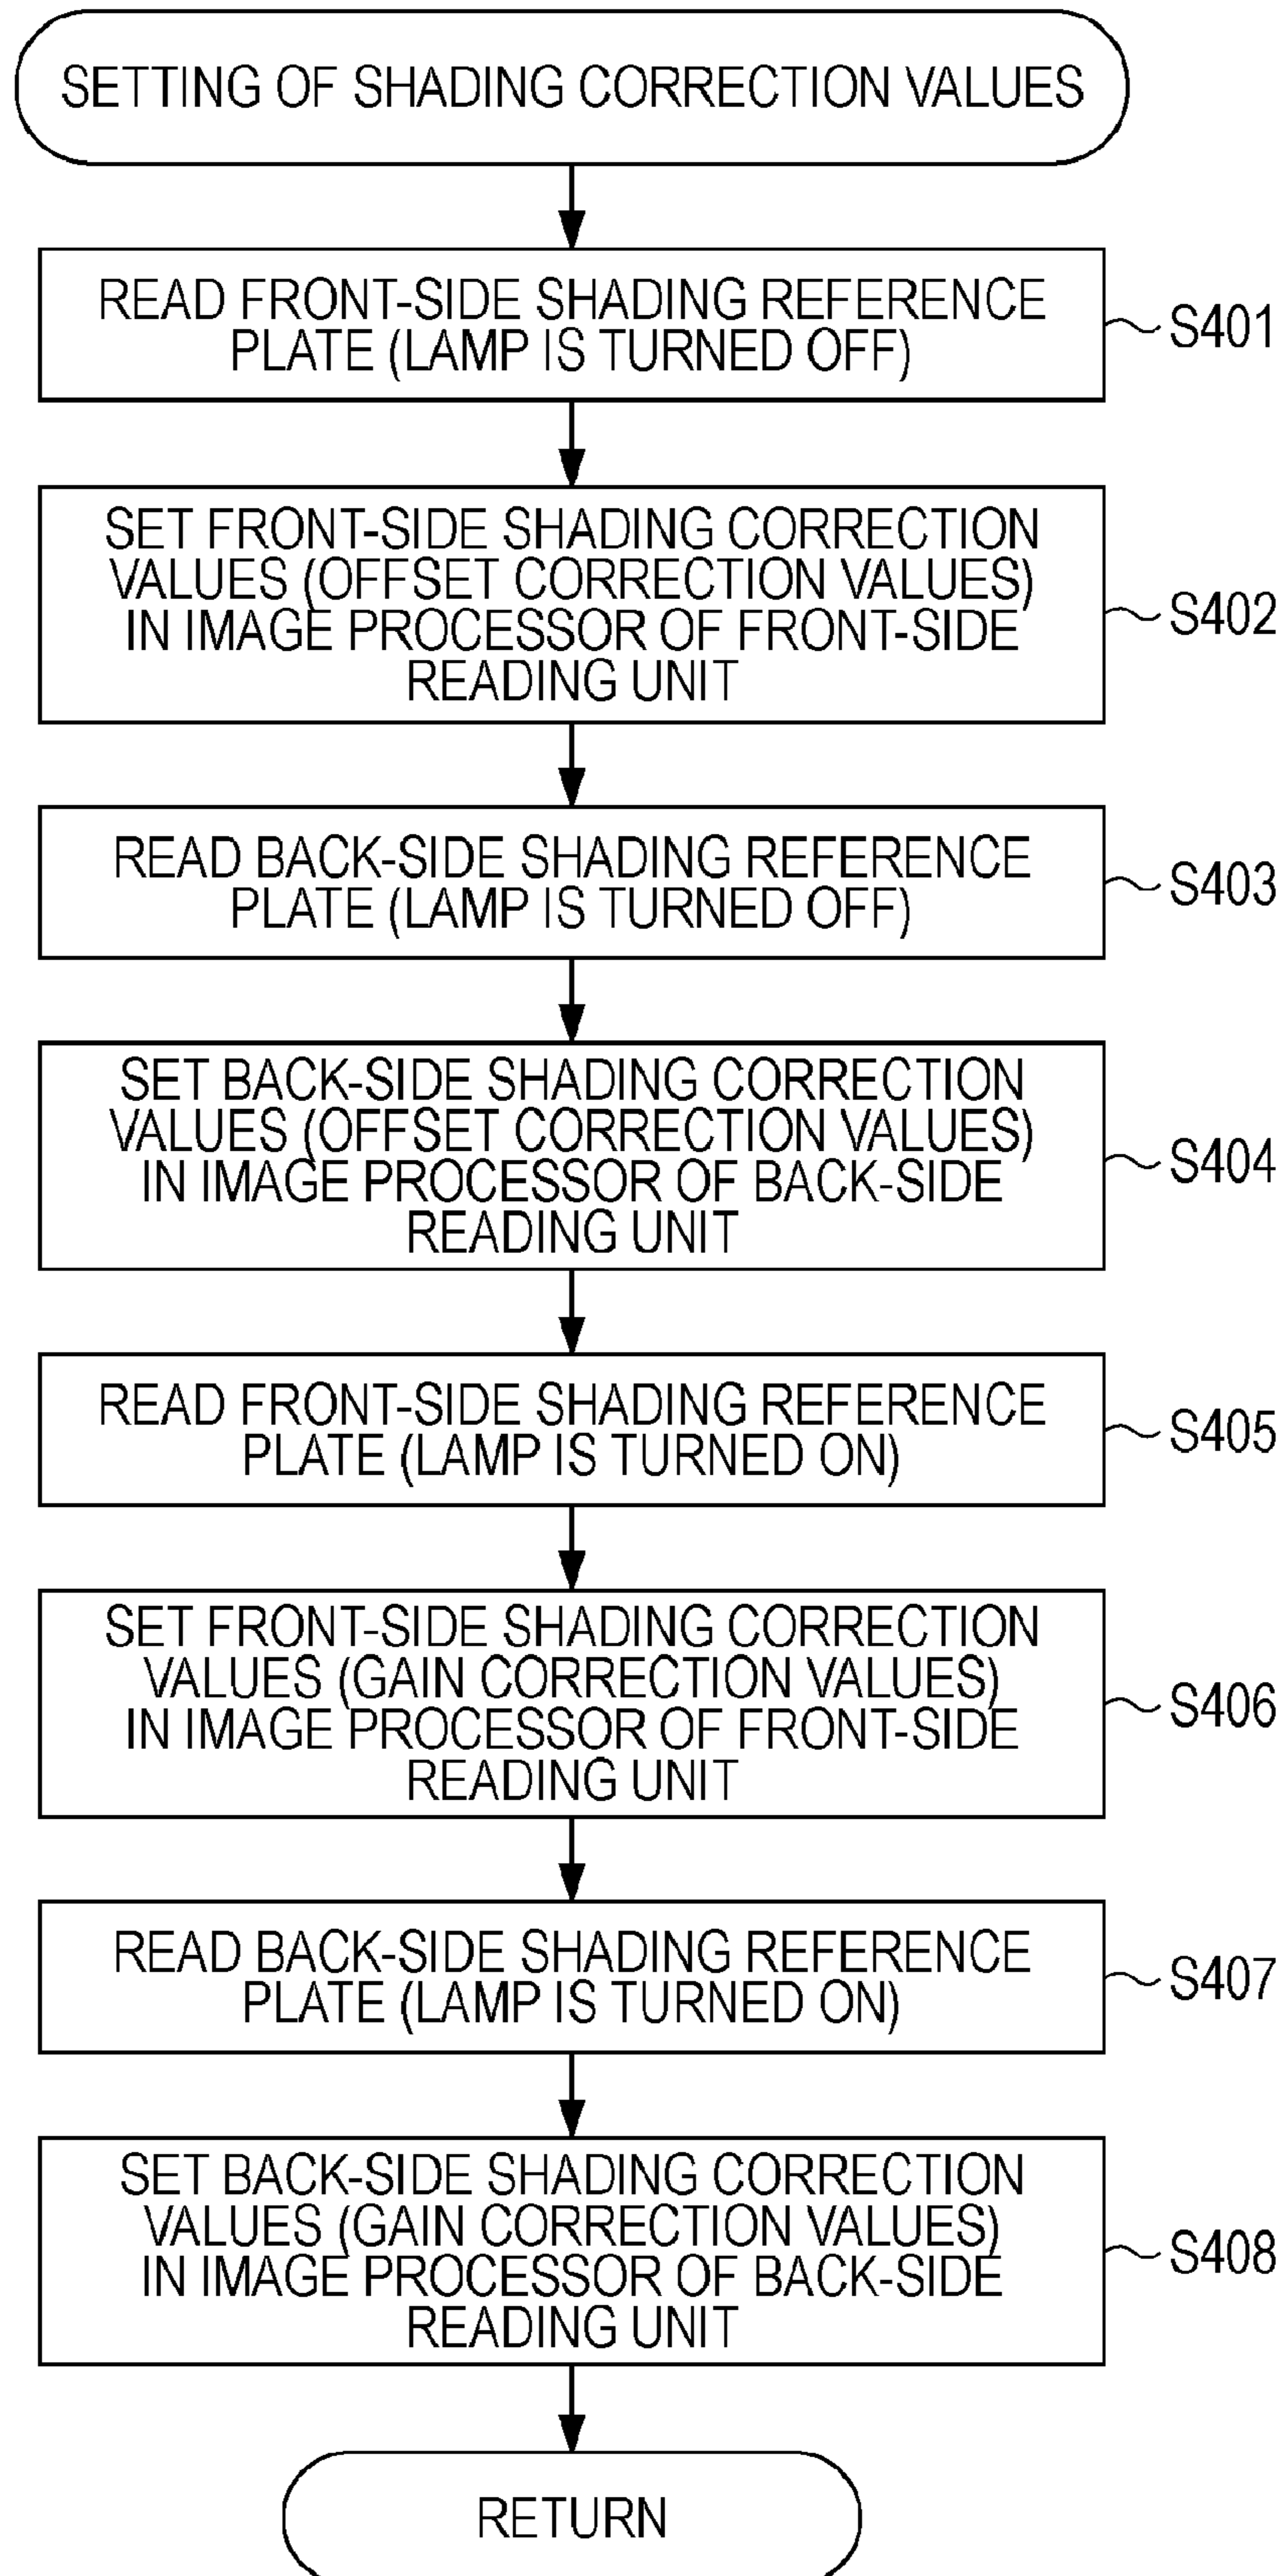 SETTING OF SHADING CORRECTION VALUES
READ FRONT-SIDE SHADING REFERENCE
PLATE (LAMP IS TURNED OFF)
S401
SET FRONT-SIDE SHADING CORRECTION
VALUES (OFFSET CORRECTION VALUES)
IN IMAGE PROCESSOR OF FRONT-SIDE
READING UNIT
S402
READ BACK-SIDE SHADING REFERENCE
PLATE (LAMP IS TURNED OFF)
S403
SET BACK-SIDE SHADING CORRECTION
VALUES (OFFSET CORRECTION VALUES)
IN IMAGE PROCESSOR OF BACK-SIDE
READING UNIT
S404
READ FRONT-SIDE SHADING REFERENCE
PLATE (LAMP IS TURNED ON)
S405
SET FRONT-SIDE SHADING CORRECTION
VALUES (GAIN CORRECTION VALUES)
IN IMAGE PROCESSOR OF FRONT-SIDE
READING UNIT
S406
READ BACK-SIDE SHADING REFERENCE
PLATE (LAMP IS TURNED ON)
S407
SET BACK-SIDE SHADING CORRECTION
VALUES (GAIN CORRECTION VALUES)
IN IMAGE PROCESSOR OF BACK-SIDE
READING UNIT
S408
RETURN